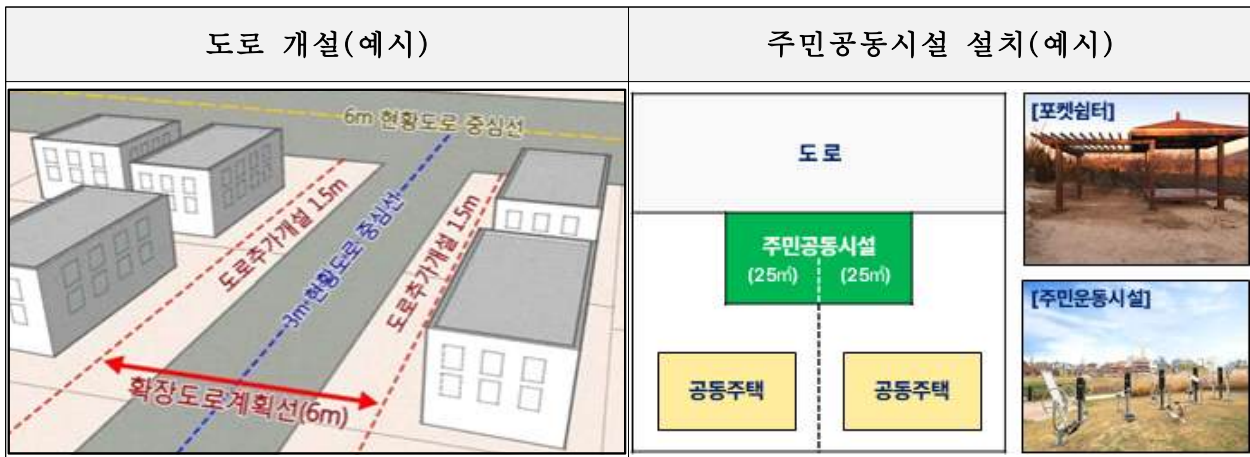 도로 개설(예시)
주민공동시설 설치(예시)
6m 현황도로 중심선
도로추가개설 1.5m
3m 현황도로 중심선
도로추가개설 1.5m
확장도로계획선(6m)
도로
주민공동시설
(25㎡) (25㎡)
공동주택 공동주택
[포켓쉼터]
[주민운동시설]